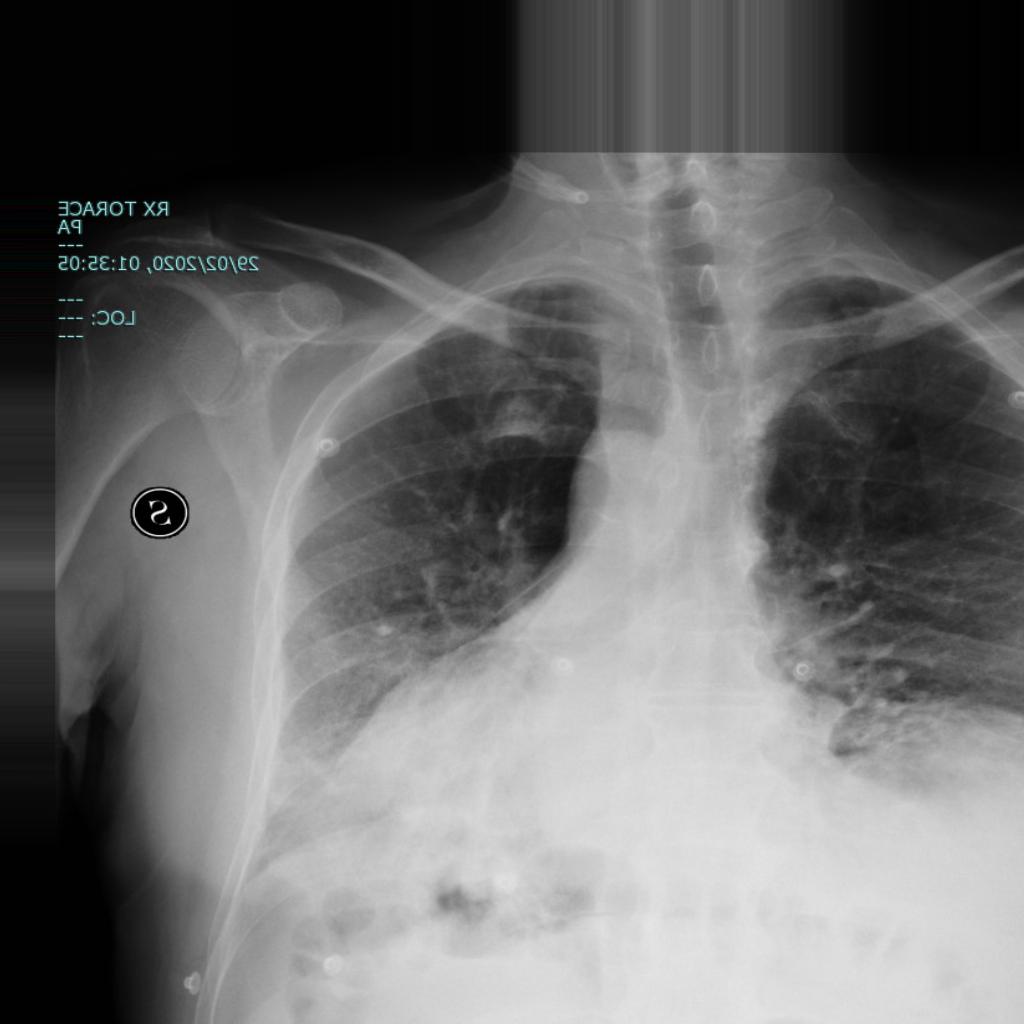 RX TORACE
PA
---
29/02/2020, 01:35:05
---
LOC: ---
---
S